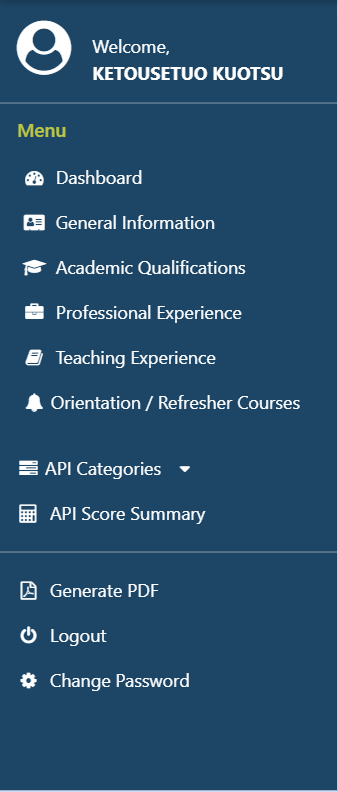 Welcome,
KETOUSETUO KUOTSU
Menu
Dashboard
General Information
Academic Qualifications
Professional Experience
Teaching Experience
Orientation / Refresher Courses
API Categories
API Score Summary
Generate PDF
Logout
Change Password